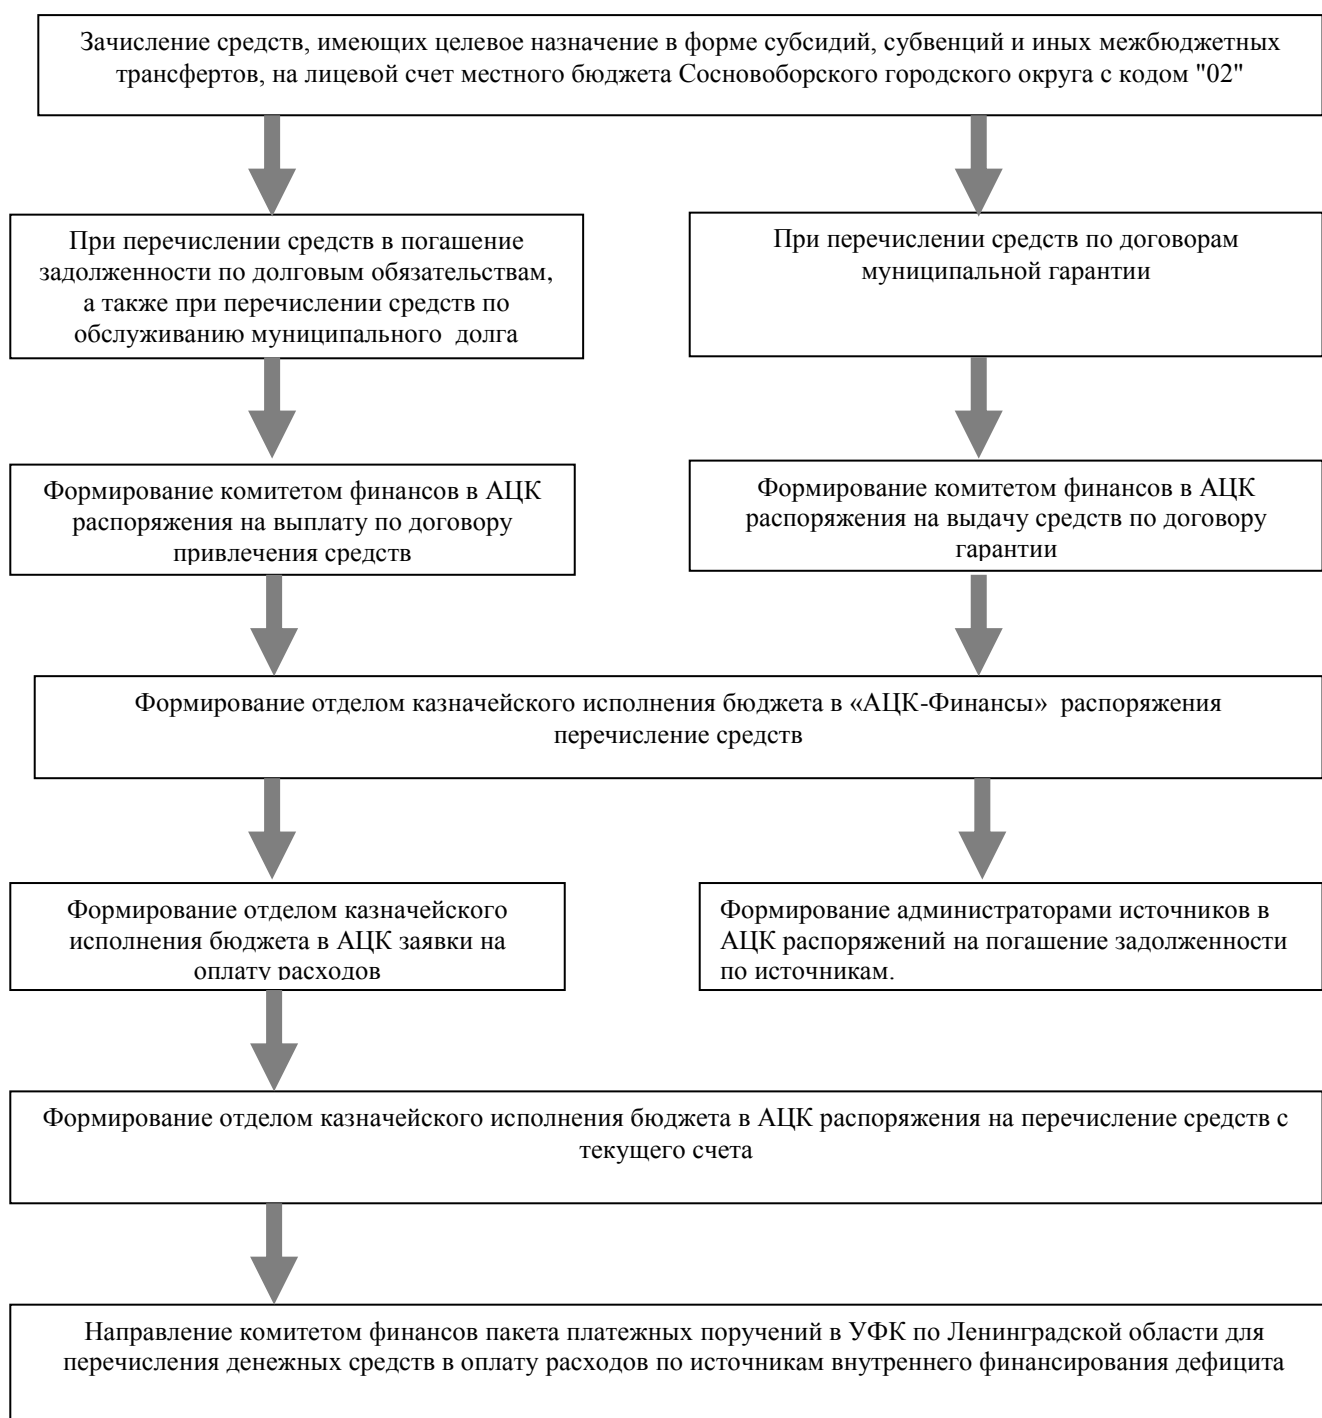 Зачисление средств, имеющих целевое назначение в форме субсидий, субвенций и иных межбюджетных
трансфертов, на лицевой счет местного бюджета Сосновоборского городского округа с кодом "02"
При перечислении средств в погашение
задолженности по долговым обязательствам,
а также при перечислении средств по
обслуживанию муниципального долга
При перечислении средств по договорам
муниципальной гарантии
Формирование комитетом финансов в АЦК
распоряжения на выплату по договору
привлечения средств
Формирование комитетом финансов в АЦК
распоряжения на выдачу средств по договору
гарантии
Формирование отделом казначейского исполнения бюджета в «АЦК-Финансы» распоряжения
перечисление средств
Формирование отделом казначейского
исполнения бюджета в АЦК заявки на
оплату расходов
Формирование администраторами источников в
АЦК распоряжений на погашение задолженности
по источникам.
Формирование отделом казначейского исполнения бюджета в АЦК распоряжения на перечисление средств с
текущего счета
Направление комитетом финансов пакета платежных поручений в УФК по Ленинградской области для
перечисления денежных средств в оплату расходов по источникам внутреннего финансирования дефицита